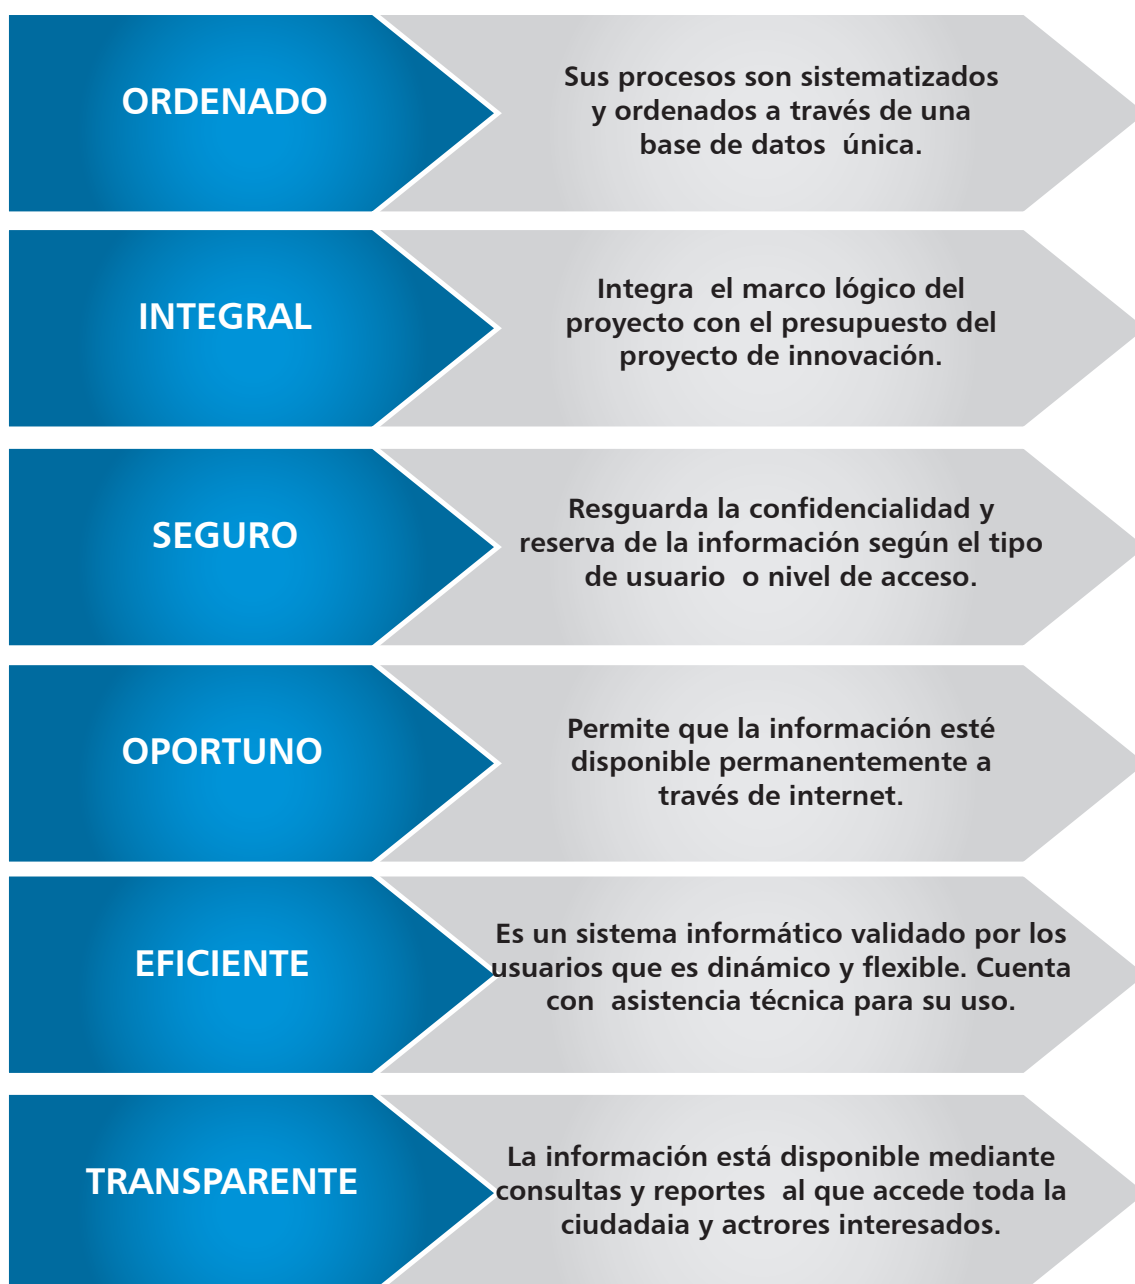 ORDENADO
Sus procesos son sistematizados
y ordenados a través de una
base de datos  única.
INTEGRAL
Integra  el marco lógico del
proyecto con el presupuesto del
proyecto de innovación.
SEGURO
Resguarda la confidencialidad y
reserva de la información según el tipo
de usuario  o nivel de acceso.
OPORTUNO
Permite que la información esté
disponible permanentemente a
través de internet.
EFICIENTE
Es un sistema informático validado por los
usuarios que es dinámico y flexible. Cuenta
con  asistencia técnica para su uso.
TRANSPARENTE
La información está disponible mediante
consultas y reportes  al que accede toda la
ciudadaia y actrores interesados.